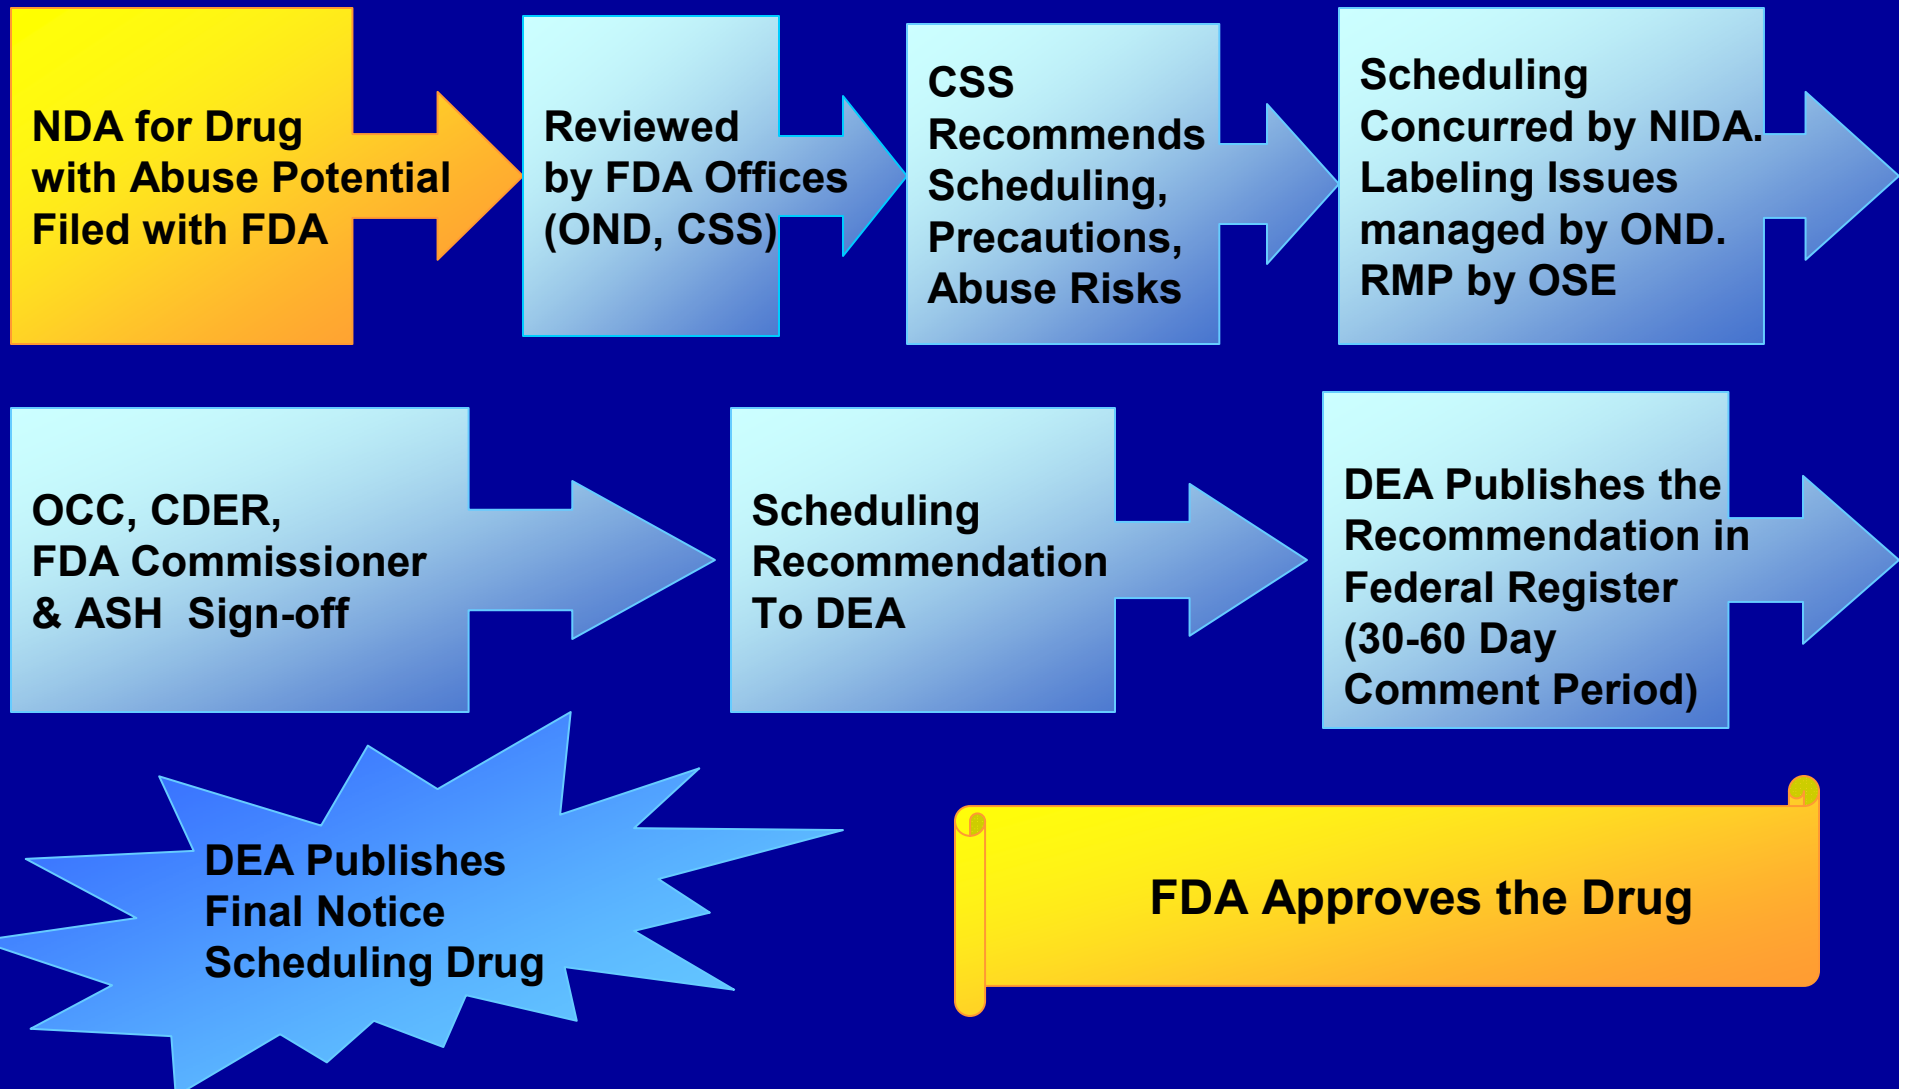 NDA for Drug
with Abuse Potential
Filed with FDA
Reviewed
by FDA Offices
(OND, CSS)
CSS
Recommends
Scheduling,
Precautions,
Abuse Risks
Scheduling
Concurred by NIDA.
Labeling Issues
managed by OND.
RMP by OSE
OCC, CDER,
FDA Commissioner
& ASH Sign-off
Scheduling
Recommendation
To DEA
DEA Publishes the
Recommendation in
Federal Register
(30-60 Day
Comment Period)
DEA Publishes
Final Notice
Scheduling Drug
FDA Approves the Drug